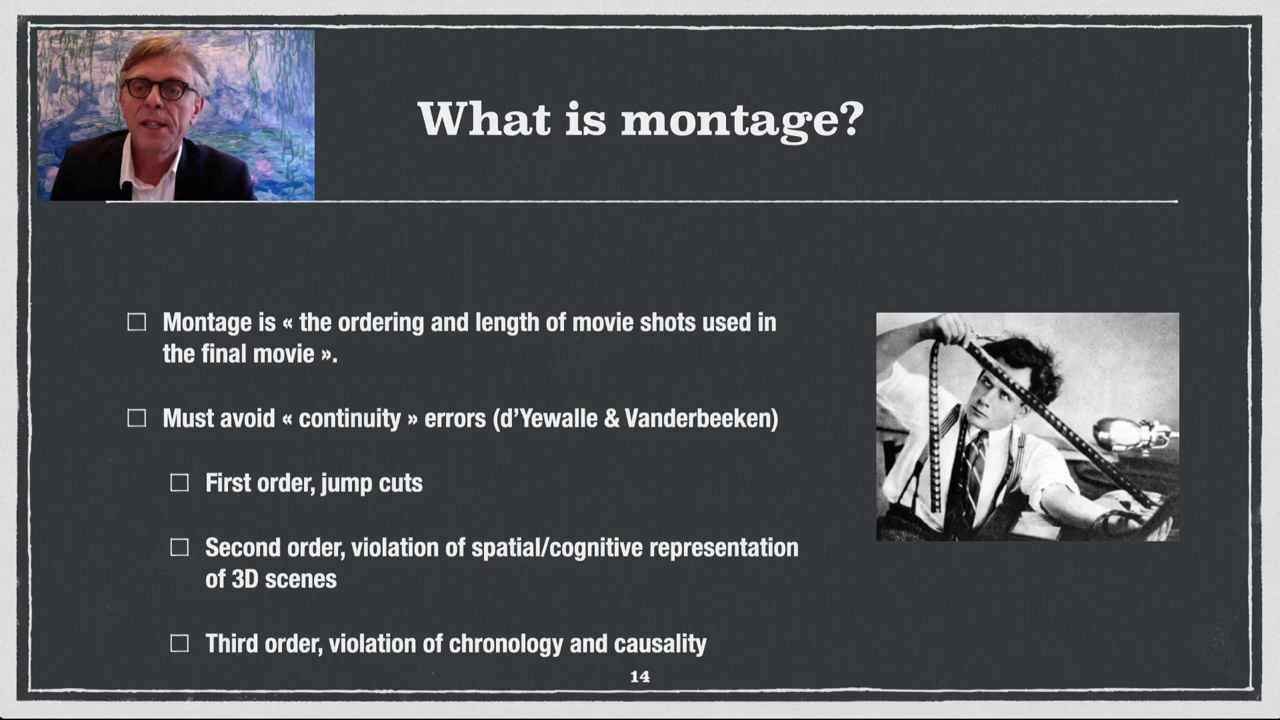 What is montage?
Montage is « the ordering and length of movie shots used in
the final movie ».
Must avoid « continuity » errors (d’Yewalle & Vanderbeeken)
First order, jump cuts
Second order, violation of spatial/cognitive representation
of 3D scenes
Third order, violation of chronology and causality
14